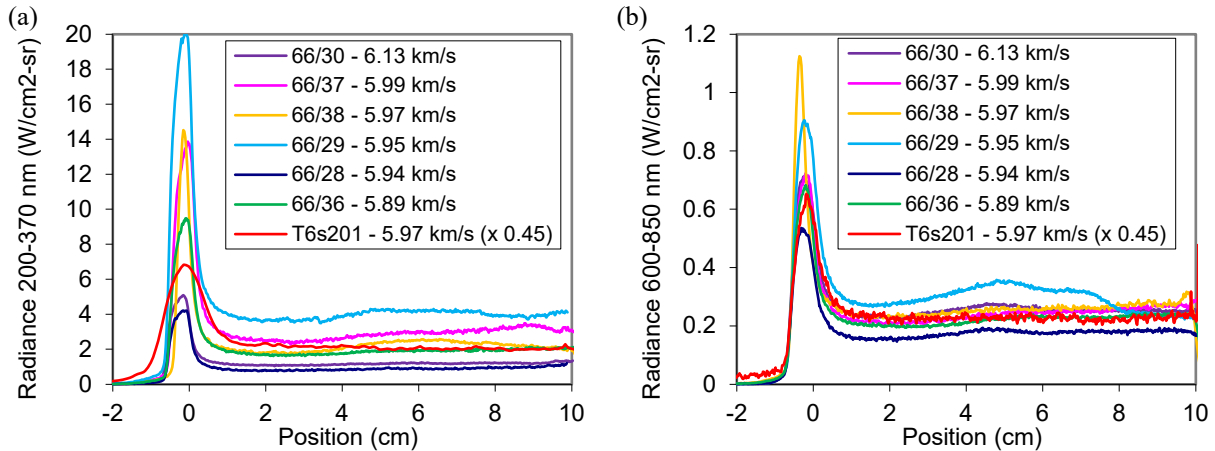 (a)
Radiance 200-370 nm (W/cm2-sr)
20
18
16
14
12
10
8
6
4
2
0
66/30 - 6.13 km/s
66/37 - 5.99 km/s
66/38 - 5.97 km/s
66/29 - 5.95 km/s
66/28 - 5.94 km/s
66/36 - 5.89 km/s
T6s201 - 5.97 km/s (x 0.45)
-2 0 2 4 6 8 10
Position (cm)
(b)
Radiance 600-850 nm (W/cm2-sr)
1.2
1
0.8
0.6
0.4
0.2
0
66/30 - 6.13 km/s
66/37 - 5.99 km/s
66/38 - 5.97 km/s
66/29 - 5.95 km/s
66/28 - 5.94 km/s
66/36 - 5.89 km/s
T6s201 - 5.97 km/s (x 0.45)
-2 0 2 4 6 8 10
Position (cm)